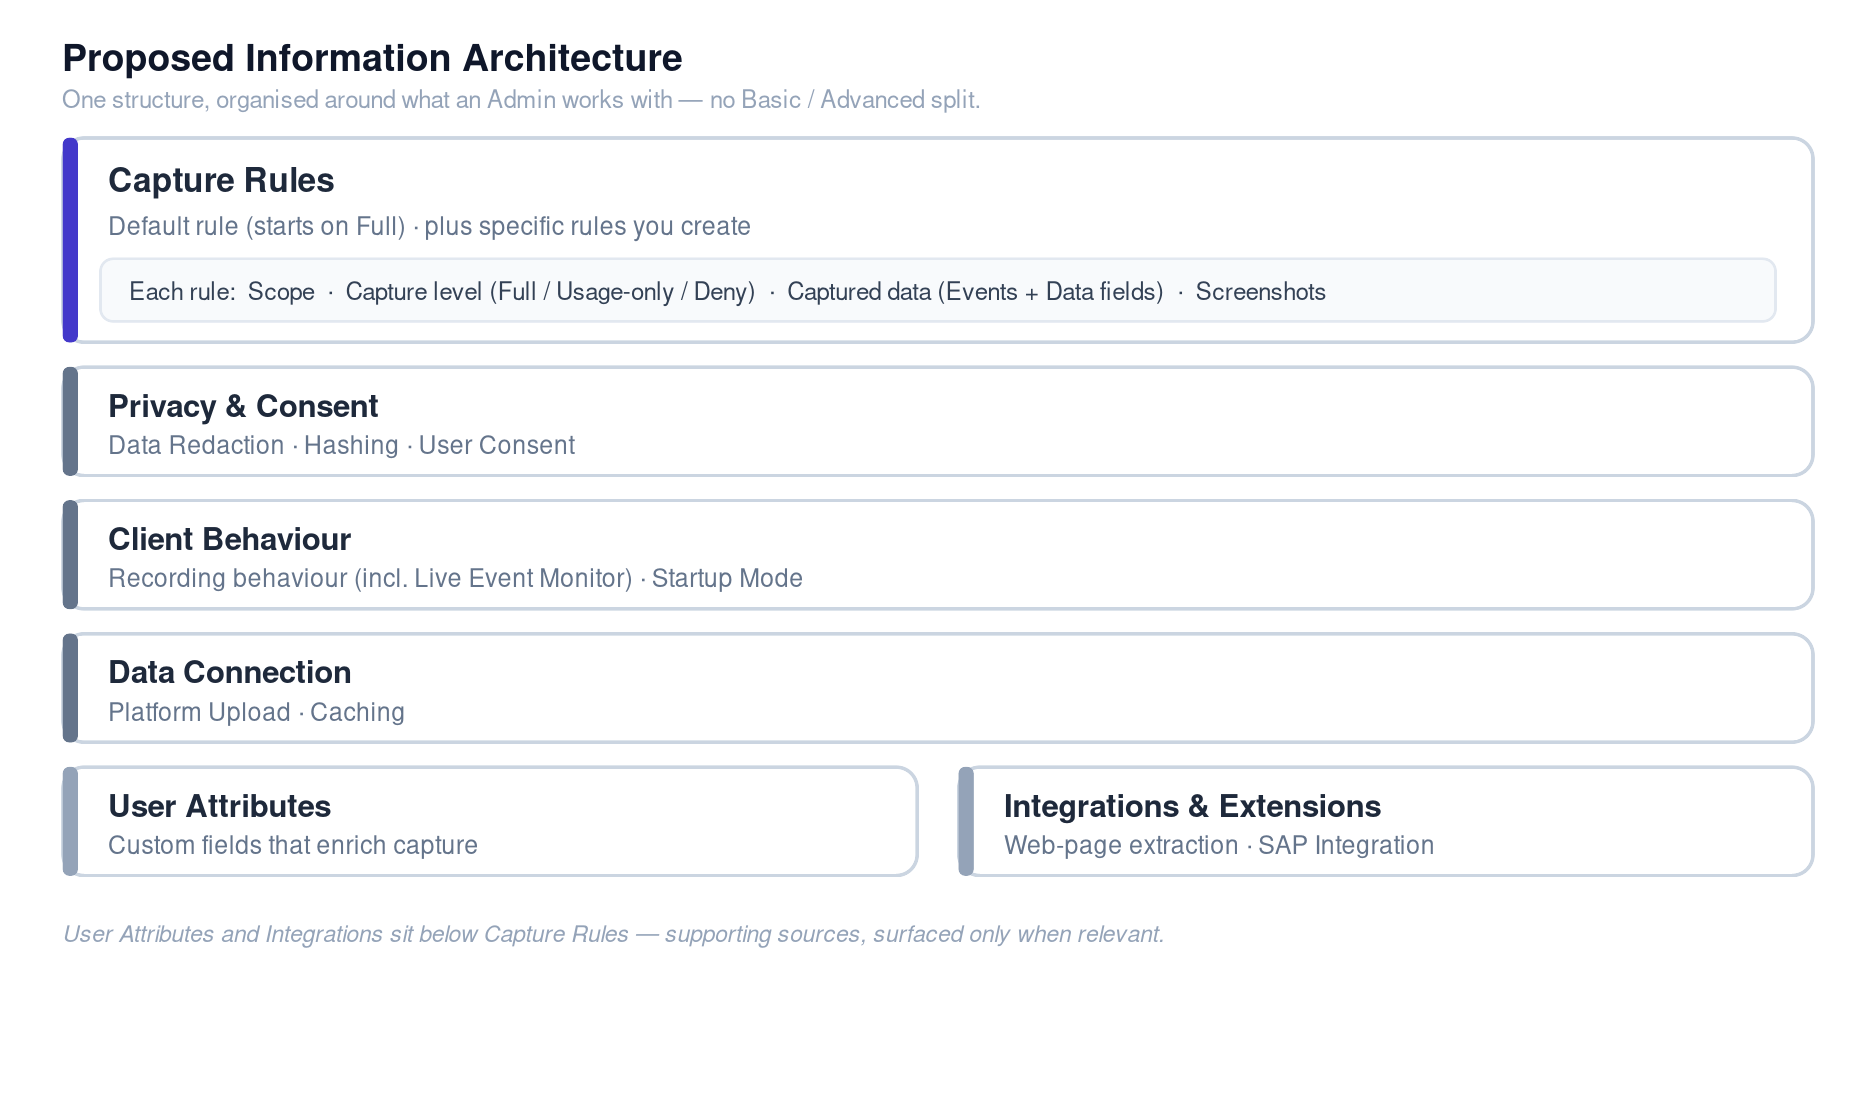 Proposed Information Architecture
One structure, organised around what an Admin works with — no Basic / Advanced split.
Capture Rules
Default rule (starts on Full) · plus specific rules you create
Each rule:  Scope  ·  Capture level (Full / Usage-only / Deny)  ·  Captured data (Events + Data fields)  ·  Screenshots
Privacy & Consent
Data Redaction · Hashing · User Consent
Client Behaviour
Recording behaviour (incl. Live Event Monitor) · Startup Mode
Data Connection
Platform Upload · Caching
User Attributes
Custom fields that enrich capture
Integrations & Extensions
Web-page extraction · SAP Integration
User Attributes and Integrations sit below Capture Rules — supporting sources, surfaced only when relevant.